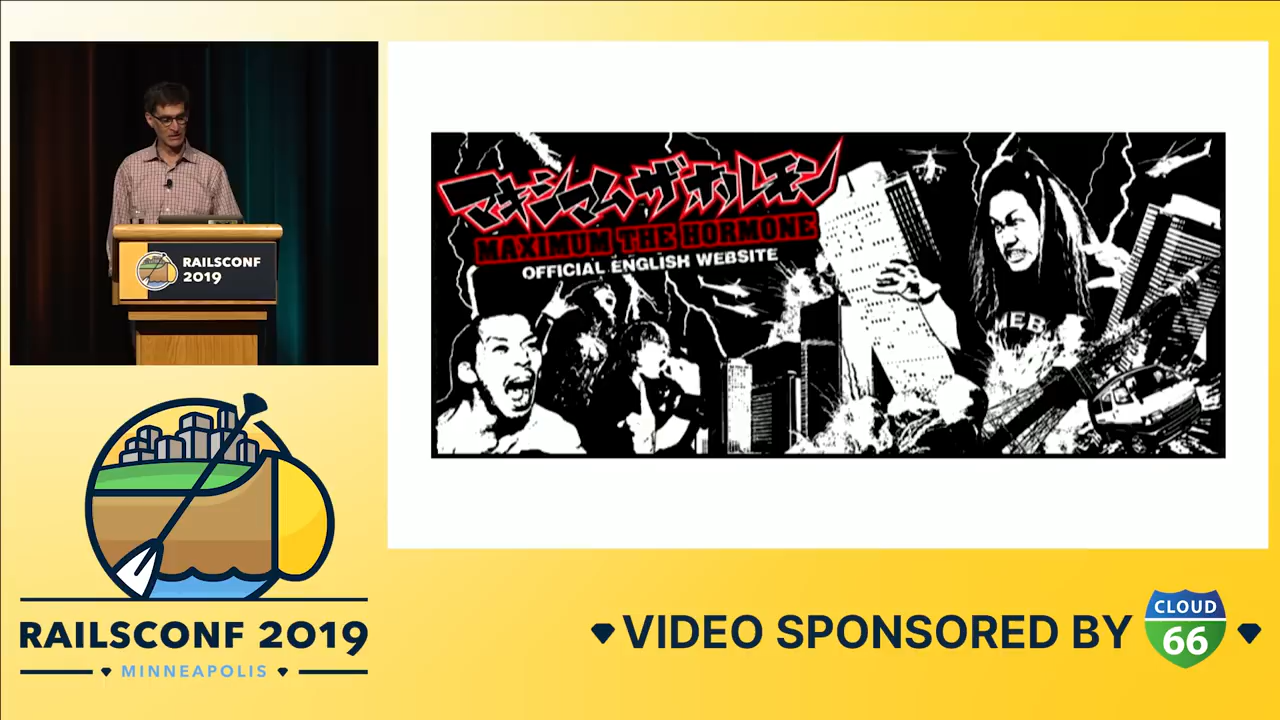 RAILSCONF
2019
マキシマム ザ ホルモン
MAXIMUM THE HORMONE
OFFICIAL ENGLISH WEBSITE
MEB
RAILSCONF 2019
MINNEAPOLIS
VIDEO SPONSORED BY
CLOUD
66